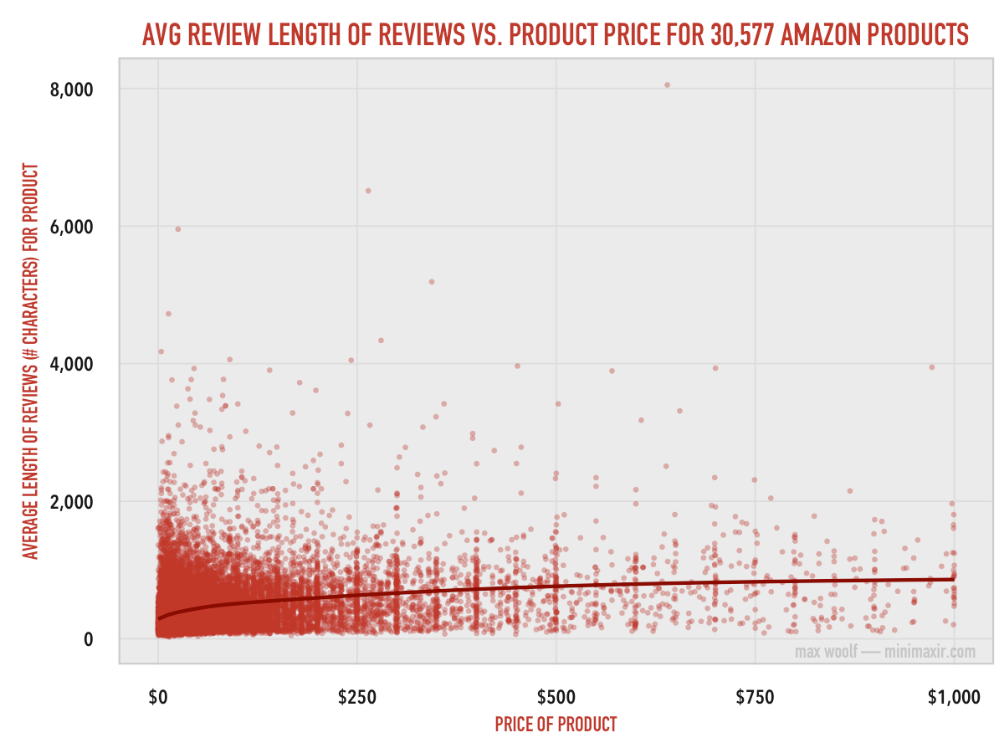 AVG REVIEW LENGTH OF REVIEWS VS. PRODUCT PRICE FOR 30,577 AMAZON PRODUCTS
AVERAGE LENGTH OF REVIEWS (# CHARACTERS) FOR PRODUCT
8,000
6,000
4,000
2,000
0
max woolf — minimaxir.com
$0 $250 $500 $750 $1,000
PRICE OF PRODUCT